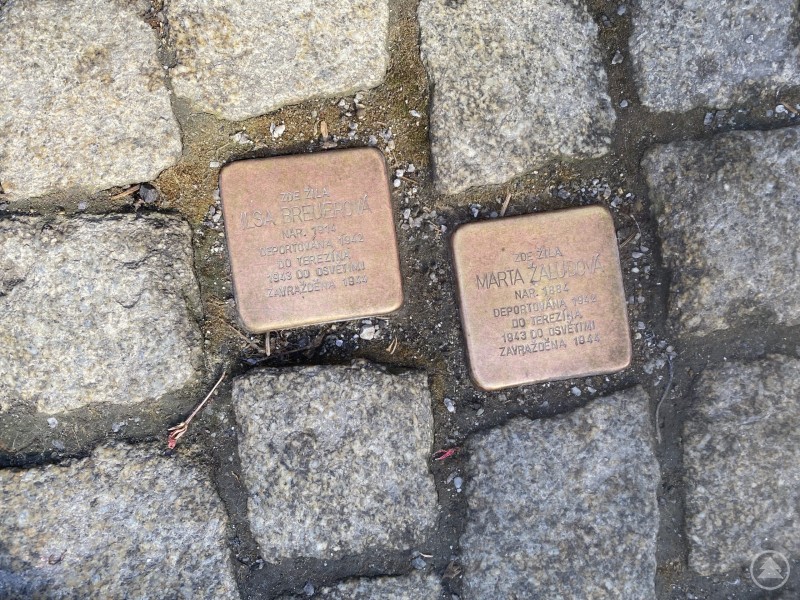 ZDE ŽILA
ILSA BREUEROVÁ
NAR. 1914
DEPORTOVÁNA 1942
DO TEREZÍNA
1943 DO OSVĚTIMI
ZAVRAŽDĚNA 1944
ZDE ŽILA
MARTA ŽALUDOVÁ
NAR. 1884
DEPORTOVÁNA 1942
DO TEREZÍNA
1943 DO OSVĚTIMI
ZAVRAŽDĚNA 1944